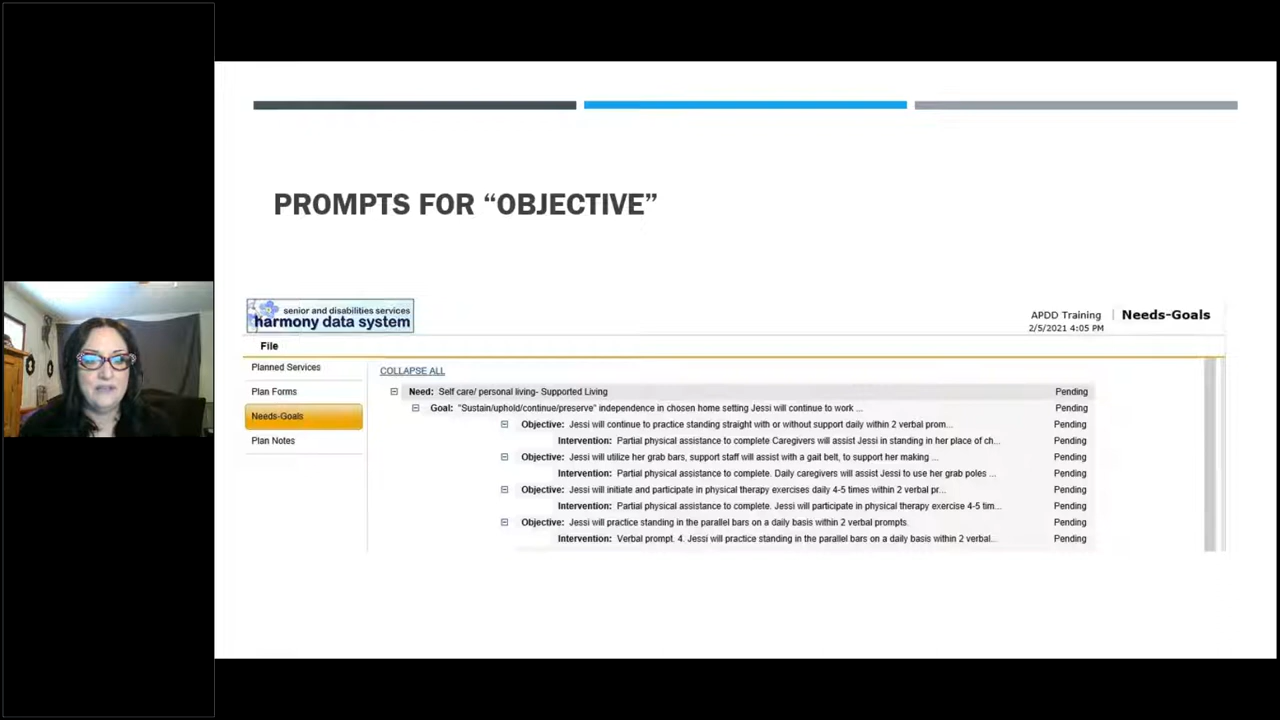 PROMPTS FOR “OBJECTIVE”
senior and disabilities services
harmony data system
APDD Training
Needs-Goals
2/5/2021 4:05 PM
File
Planned Services
Plan Forms
Needs-Goals
Plan Notes
COLLAPSE ALL
Need: Self care/ personal living- Supported Living Pending
Goal: "Sustain/uphold/continue/preserve" independence in chosen home setting Jessi will continue to work ... Pending
Objective: Jessi will continue to practice standing straight with or without support daily within 2 verbal prom... Pending
Intervention: Partial physical assistance to complete Caregivers will assist Jessi in standing in her place of ch... Pending
Objective: Jessi will utilize her grab bars, support staff will assist with a gait belt, to support her making ... Pending
Intervention: Partial physical assistance to complete. Daily caregivers will assist Jessi to use her grab poles ... Pending
Objective: Jessi will initiate and participate in physical therapy exercises daily 4-5 times within 2 verbal pr... Pending
Intervention: Partial physical assistance to complete. Jessi will participate in physical therapy exercise 4-5 tim... Pending
Objective: Jessi will practice standing in the parallel bars on a daily basis within 2 verbal prompts. Pending
Intervention: Verbal prompt. 4. Jessi will practice standing in the parallel bars on a daily basis within 2 verbal... Pending